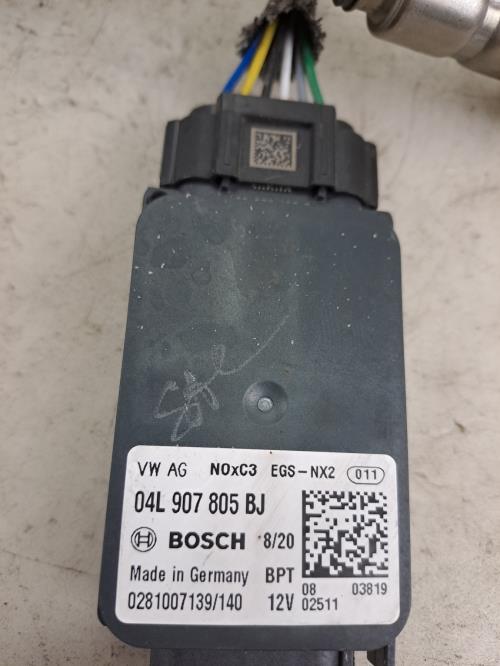 VW AG NOxC3 EGS-NX2 011
04L 907 805 BJ
BOSCH 8/20
Made in Germany BPT
0281007139/140 12V
08 03819
02511